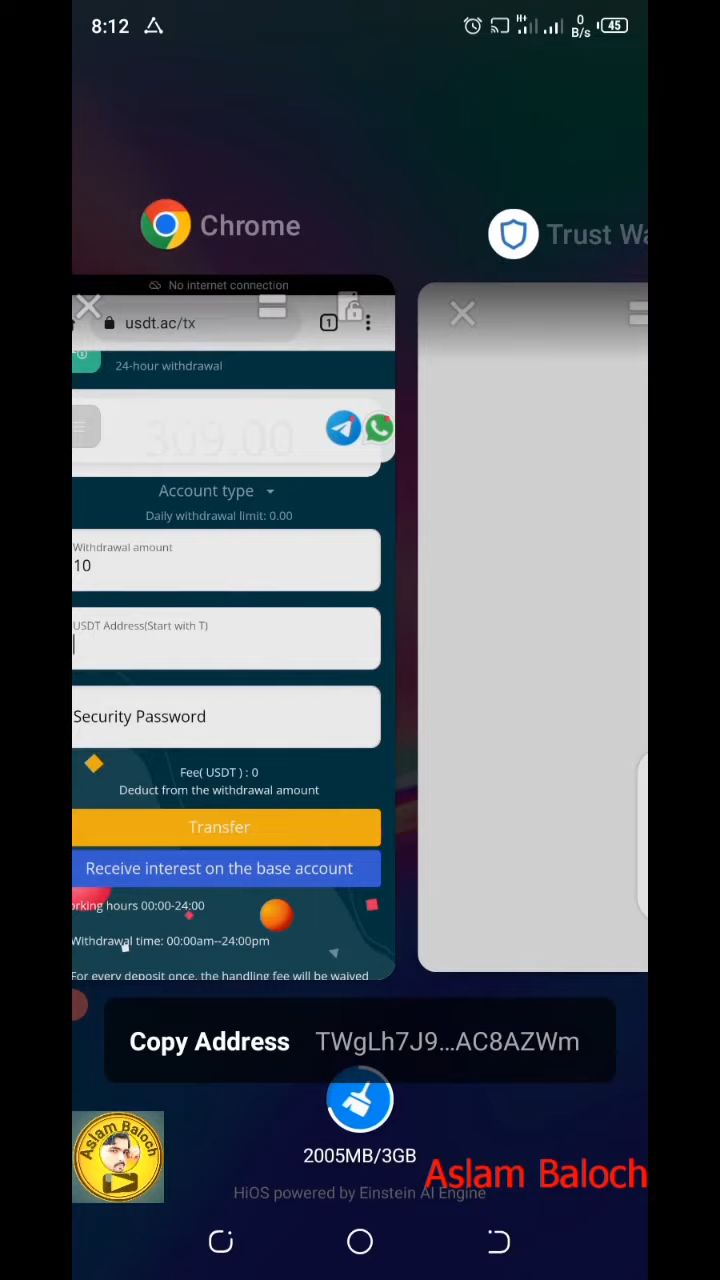 8:12
H+
0
B/s
45
Chrome
Trust Wa
No internet connection
usdt.ac/tx
1
24-hour withdrawal
309.00
Account type
Daily withdrawal limit: 0.00
Withdrawal amount
10
USDT Address(Start with T)
Security Password
Fee( USDT ) : 0
Deduct from the withdrawal amount
Transfer
Receive interest on the base account
orking hours 00:00-24:00
Withdrawal time: 00:00am--24:00pm
For every deposit once, the handling fee will be waived
Copy Address TWgLh7J9...AC8AZWm
2005MB/3GB
Aslam Baloch
Aslam Baloch
HiOS powered by Einstein AI Engine